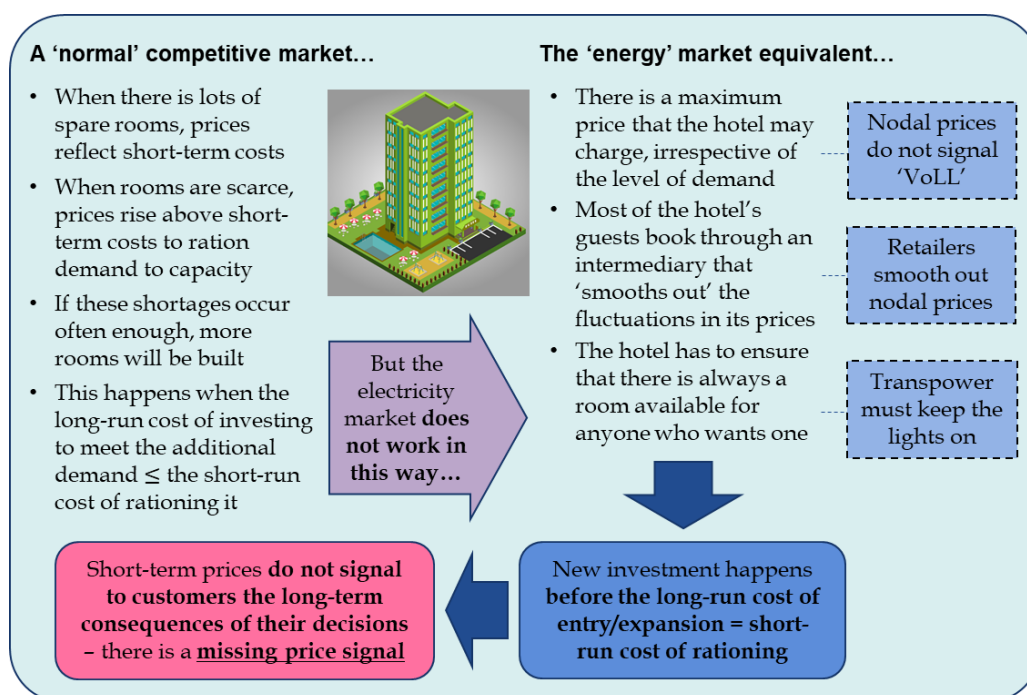 A ‘normal’ competitive market…
• When there is lots of
spare rooms, prices
reflect short-term costs
• When rooms are scarce,
prices rise above short-
term costs to ration
demand to capacity
• If these shortages occur
often enough, more
rooms will be built
• This happens when the
long-run cost of investing
to meet the additional
demand ≤ the short-run
cost of rationing it
But the
electricity
market does
not work in
this way…
The ‘energy’ market equivalent…
• There is a maximum
price that the hotel may
charge, irrespective of
the level of demand
• Most of the hotel’s
guests book through an
intermediary that
‘smooths out’ the
fluctuations in its prices
• The hotel has to ensure
that there is always a
room available for
anyone who wants one
Nodal prices
do not signal
‘VoLL’
Retailers
smooth out
nodal prices
Transpower
must keep the
lights on
New investment happens
before the long-run cost of
entry/expansion = short-
run cost of rationing
Short-term prices do not signal
to customers the long-term
consequences of their decisions
– there is a missing price signal